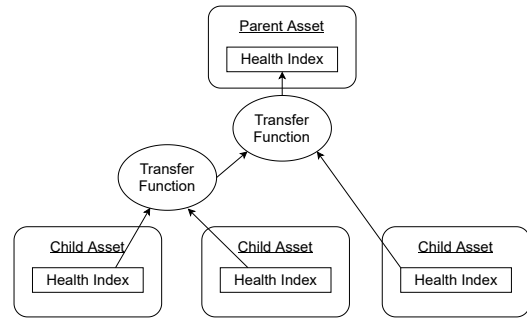 Parent Asset
Health Index
Transfer
Function
Transfer
Function
Child Asset
Health Index
Child Asset
Health Index
Child Asset
Health Index